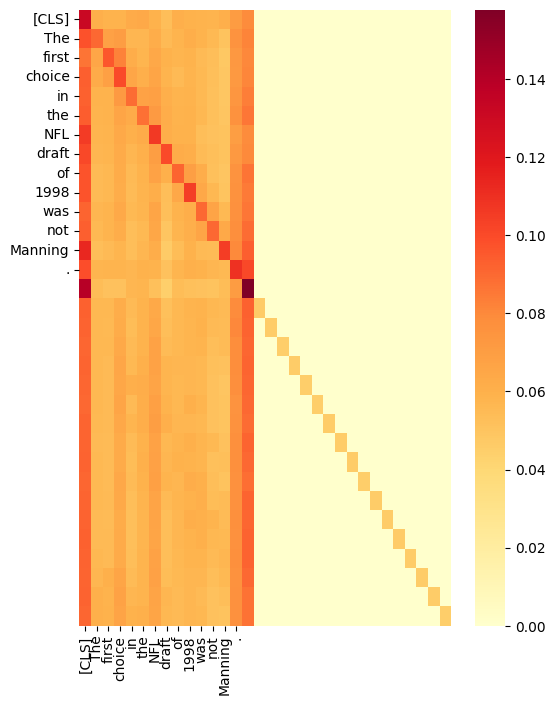 [CLS]
The
first
choice
in
the
NFL
draft
of
1998
was
not
Manning
.
[CLS]
The
first
choice
in
the
NFL
draft
of
1998
was
not
Manning
.
0.14
0.12
0.10
0.08
0.06
0.04
0.02
0.00